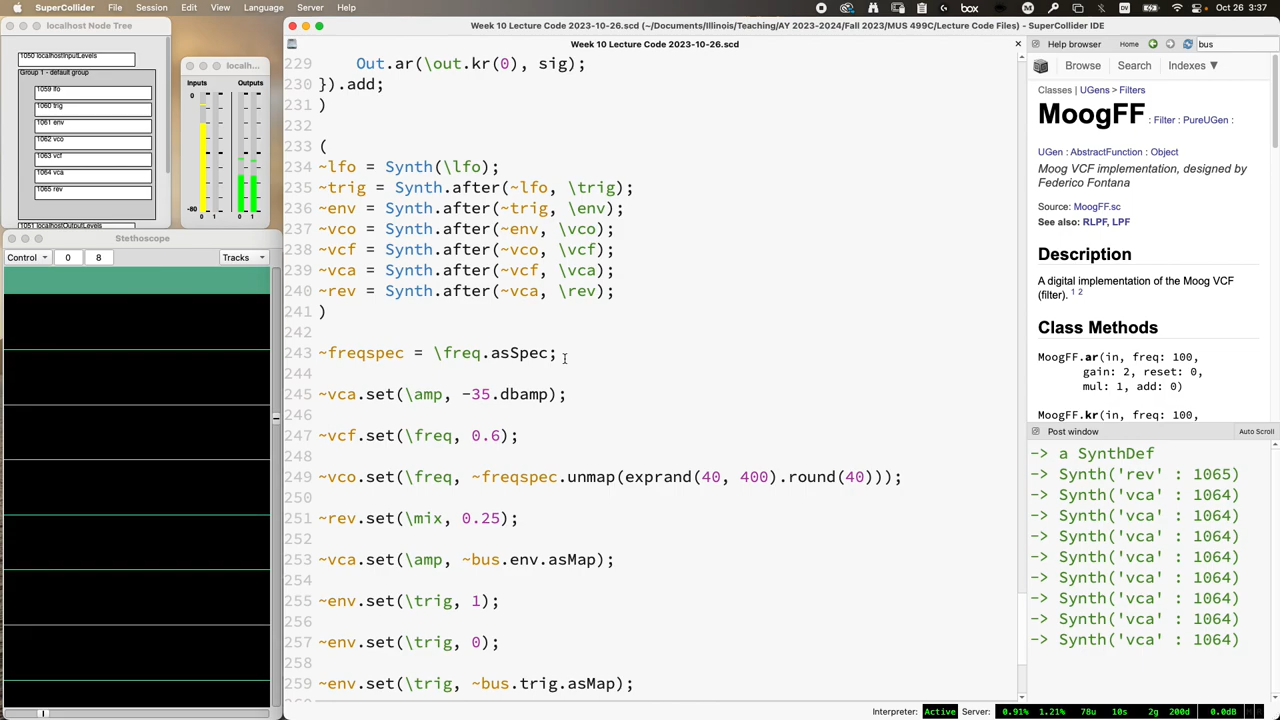 SuperCollider File Edit View Session Language Server Help
Thu Oct 26 3:37
localhost Node Tree
1050 localhostInputLevels
Group 1 - default group
1059 lfo
1060 trig
1061 env
1062 vco
1063 vcf
1064 vca
1065 rev
1051 localhostOutputLevels
localh...
Inputs Outputs
0
-80
0 1 0 1
Stethoscope
Control 0 8 Tracks
Week 10 Lecture Code 2023-10-26.scd (~/Documents/Illinois/Teaching/AY 2023-2024/Fall 2023/MUS 499C/Lecture Code Files) - SuperCollider IDE
Week 10 Lecture Code 2023-10-26.scd
229 Out.ar(\out.kr(0), sig);
230 }).add;
231 )
232
233 (
234 ~lfo = Synth(\lfo);
235 ~trig = Synth.after(~lfo, \trig);
236 ~env = Synth.after(~trig, \env);
237 ~vco = Synth.after(~env, \vco);
238 ~vcf = Synth.after(~vco, \vcf);
239 ~vca = Synth.after(~vcf, \vca);
240 ~rev = Synth.after(~vca, \rev);
241 )
242
243 ~freqspec = \freq.asSpec;
244
245 ~vca.set(\amp, -35.dbamp);
246
247 ~vcf.set(\freq, 0.6);
248
249 ~vco.set(\freq, ~freqspec.unmap(exprand(40, 400).round(40)));
250
251 ~rev.set(\mix, 0.25);
252
253 ~vca.set(\amp, ~bus.env.asMap);
254
255 ~env.set(\trig, 1);
256
257 ~env.set(\trig, 0);
258
259 ~env.set(\trig, ~bus.trig.asMap);
Help browser Home bus
Browse Search Indexes ▼
Classes | UGens > Filters
MoogFF : Filter : PureUGen :
UGen : AbstractFunction : Object
Moog VCF implementation, designed by
Federico Fontana
Source: MoogFF.sc
See also: RLPF, LPF
Description
A digital implementation of the Moog VCF
(filter). 1 2
Class Methods
MoogFF.ar(in, freq: 100,
gain: 2, reset: 0,
mul: 1, add: 0)
MoogFF.kr(in, freq: 100,
Post window Auto Scroll
-> a SynthDef
-> Synth('rev' : 1065)
-> Synth('vca' : 1064)
-> Synth('vca' : 1064)
-> Synth('vca' : 1064)
-> Synth('vca' : 1064)
-> Synth('vca' : 1064)
-> Synth('vca' : 1064)
-> Synth('vca' : 1064)
-> Synth('vca' : 1064)
Interpreter: Active Server: 0.91% 1.21% 78u 10s 2g 200d 0.0dB